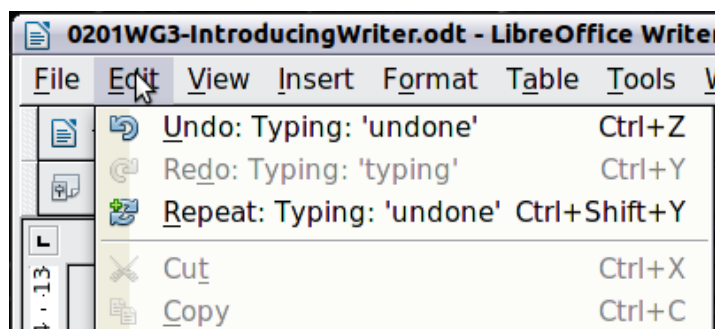 0201WG3-IntroducingWriter.odt - LibreOffice Writer
File Edit View Insert Format Table Tools W
Undo: Typing: 'undone' Ctrl+Z
Redo: Typing: 'typing' Ctrl+Y
Repeat: Typing: 'undone' Ctrl+Shift+Y
Cut Ctrl+X
Copy Ctrl+C
13